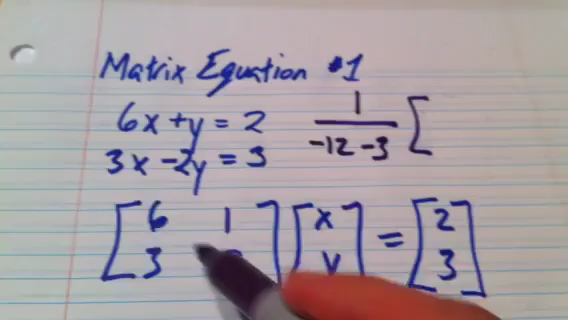 Matrix Equation #1
6x + y = 2
3x - 2y = 3
1
-12 - 3 [
[6 1] [x] = [2]
[3 ] [y] [3]